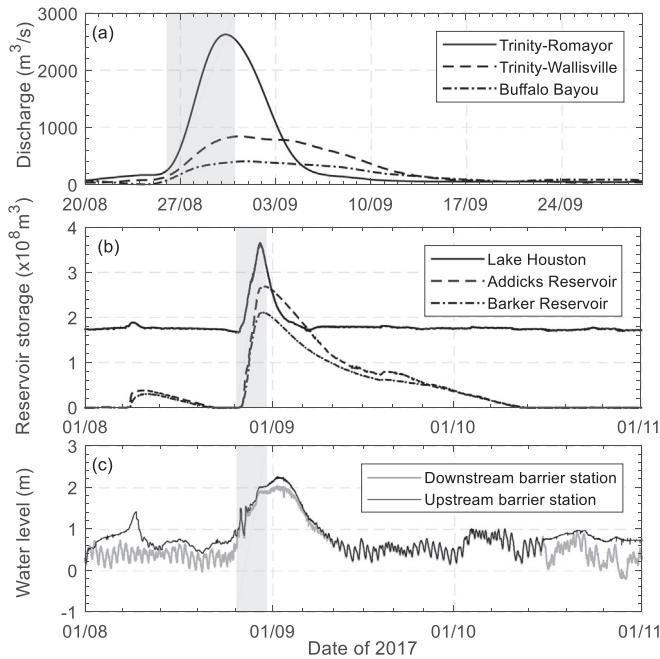 3000
(a)
Trinity-Romayor
Trinity-Wallisville
Buffalo Bayou
2000
1000
0
Discharge (m³/s)
20/08 27/08 03/09 10/09 17/09 24/09
4
(b)
Lake Houston
Addicks Reservoir
Barker Reservoir
3
2
1
0
Reservoir storage (x10⁸m³)
01/08 01/09 01/10 01/11
3
(c)
Downstream barrier station
Upstream barrier station
2
1
0
-1
Water level (m)
01/08 01/09 01/10 01/11
Date of 2017